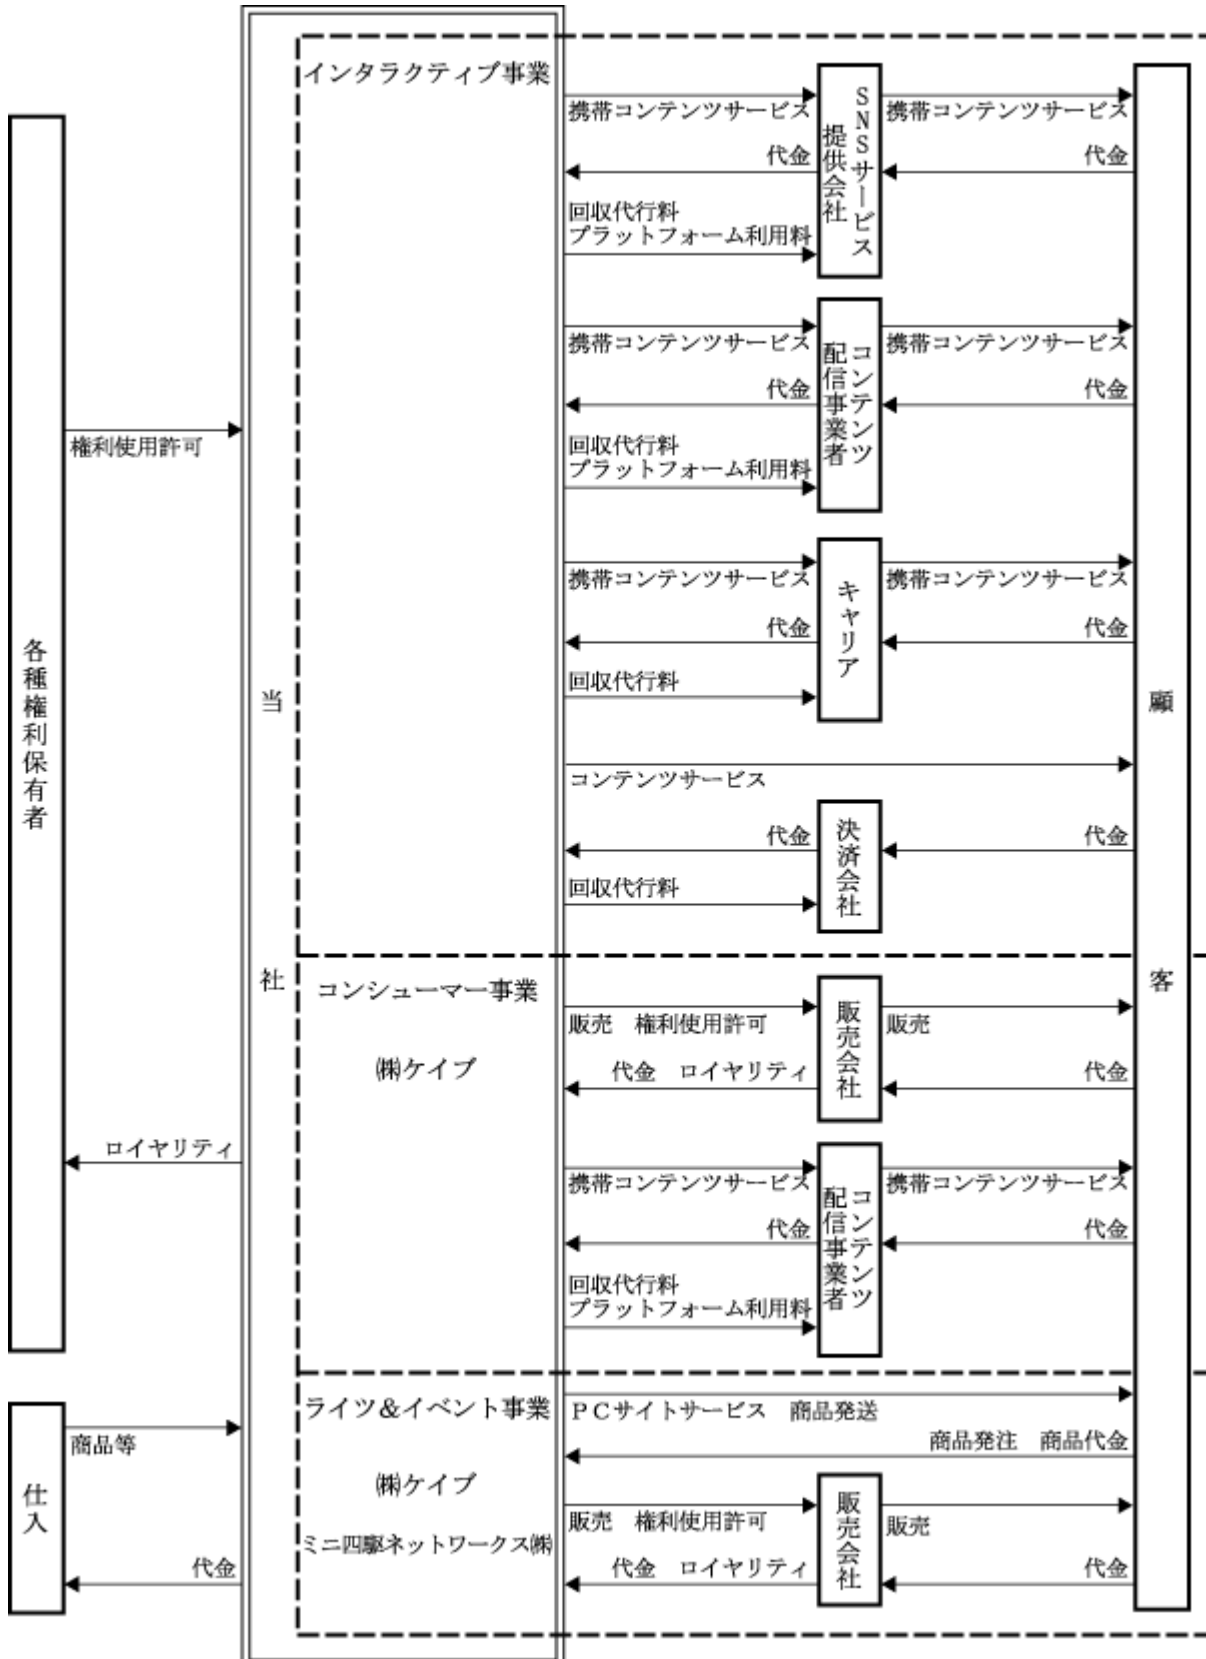 各種権利保有者
権利使用許可
ロイヤリティ
仕入
商品等
代金
当社
インタラクティブ事業
携帯コンテンツサービス
代金
回収代行料
プラットフォーム利用料
SNSサービス
提供会社
携帯コンテンツサービス
代金
携帯コンテンツサービス
代金
回収代行料
プラットフォーム利用料
コンテンツ
配信事業者
携帯コンテンツサービス
代金
携帯コンテンツサービス
代金
回収代行料
キャリア
携帯コンテンツサービス
代金
コンテンツサービス
代金
回収代行料
決済会社
代金
コンシューマー事業
㈱ケイブ
販売　権利使用許可
代金　ロイヤリティ
販売会社
販売
代金
携帯コンテンツサービス
代金
回収代行料
プラットフォーム利用料
コンテンツ
配信事業者
携帯コンテンツサービス
代金
ライツ＆イベント事業
㈱ケイブ
ミニ四駆ネットワークス㈱
ＰＣサイトサービス　商品発送
商品発注　商品代金
販売　権利使用許可
代金　ロイヤリティ
販売会社
販売
代金
顧客